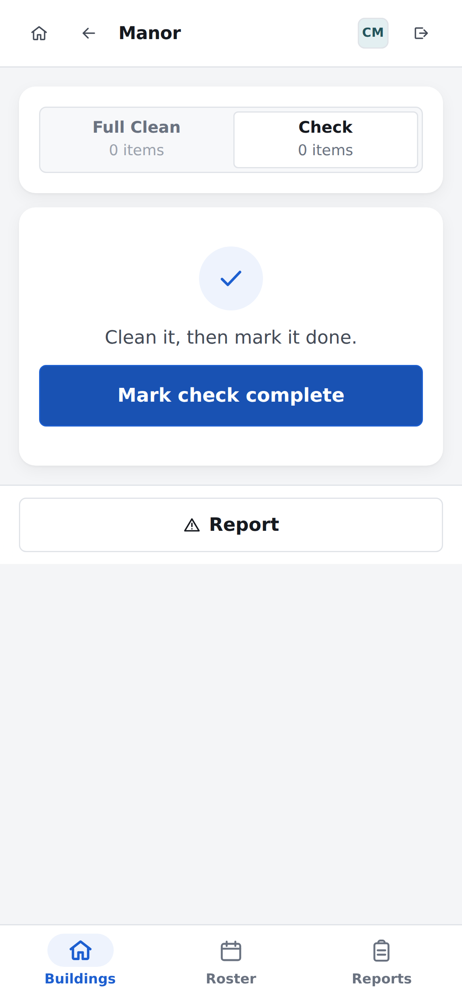 Manor
CM
Full Clean
0 items
Check
0 items
Clean it, then mark it done.
Mark check complete
Report
Buildings
Roster
Reports